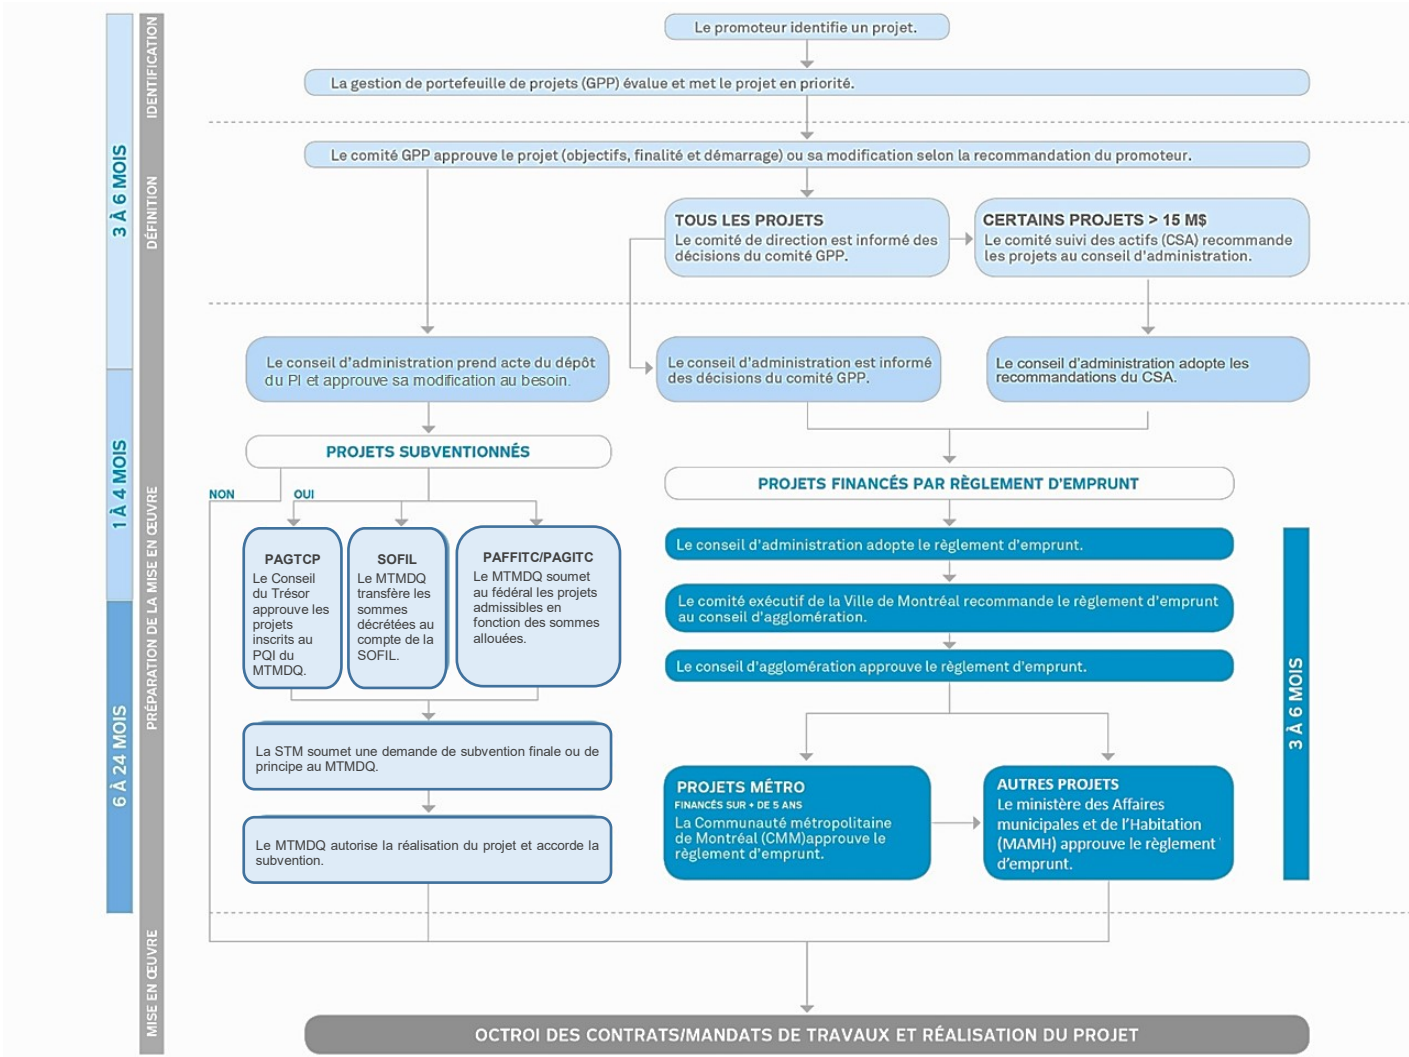 Le promoteur identifie un projet.
La gestion de portefeuille de projets (GPP) évalue et met le projet en priorité.
Le comité GPP approuve le projet (objectifs, finalité et démarrage) ou sa modification selon la recommandation du promoteur.
TOUS LES PROJETS
Le comité de direction est informé des
décisions du comité GPP.
CERTAINS PROJETS > 15 M$
Le comité suivi des actifs (CSA) recommande
les projets au conseil d'administration.
Le conseil d'administration prend acte du dépôt
du PI et approuve sa modification au besoin.
Le conseil d'administration est informé
des décisions du comité GPP.
Le conseil d'administration adopte les
recommandations du CSA.
PROJETS SUBVENTIONNÉS
NON
OUI
PAGTCP
Le Conseil
du Trésor
approuve les
projets
inscrits au
PQI du
MTMDQ.
SOFIL
Le MTMDQ
transfère les
sommes
décrétées au
compte de la
SOFIL.
PAFFITC/PAGITC
Le MTMDQ soumet
au fédéral les projets
admissibles en
fonction des sommes
allouées.
La STM soumet une demande de subvention finale ou de
principe au MTMDQ.
Le MTMDQ autorise la réalisation du projet et accorde la
subvention.
PROJETS FINANCÉS PAR RÈGLEMENT D'EMPRUNT
Le conseil d'administration adopte le règlement d'emprunt.
Le comité exécutif de la Ville de Montréal recommande le règlement d'emprunt
au conseil d'agglomération.
Le conseil d'agglomération approuve le règlement d'emprunt.
PROJETS MÉTRO
FINANCÉS SUR + DE 5 ANS
La Communauté métropolitaine
de Montréal (CMM)approuve le
règlement d'emprunt.
AUTRES PROJETS
Le ministère des Affaires
municipales et de l'Habitation
(MAMH) approuve le règlement
d'emprunt.
OCTROI DES CONTRATS/MANDATS DE TRAVAUX ET RÉALISATION DU PROJET
3 À 6 MOIS
1 À 4 MOIS
6 À 24 MOIS
IDENTIFICATION
DÉFINITION
PRÉPARATION DE LA MISE EN ŒUVRE
MISE EN ŒUVRE
3 À 6 MOIS